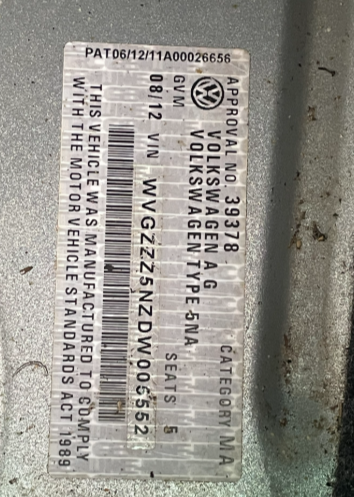 APPROVAL NO. 39378 CATEGORY MA
VOLKSWAGEN AG
VOLKSWAGEN TYPE 5NA
GVM SEATS 5
08/12 VIN WVGZZZ5NZDW005552
THIS VEHICLE WAS MANUFACTURED TO COMPLY
WITH THE MOTOR VEHICLE STANDARDS ACT 1989
PAT06/12/11A00026656